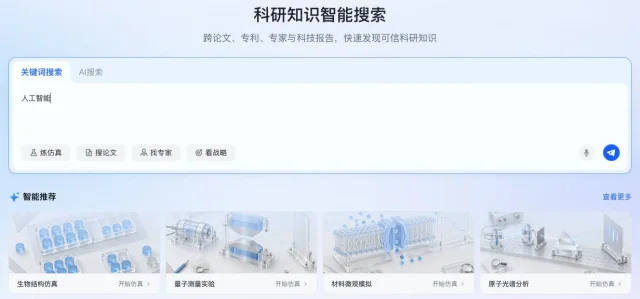 科研知识智能搜索
跨论文、专利、专家与科技报告，快速发现可信科研知识
关键词搜索 AI搜索
人工智能
练仿真 搜论文 找专家 看战略
智能推荐 查看更多
生物结构仿真 开始仿真 > 量子测量实验 开始仿真 > 材料微观模拟 开始仿真 > 原子光谱分析 开始仿真 >